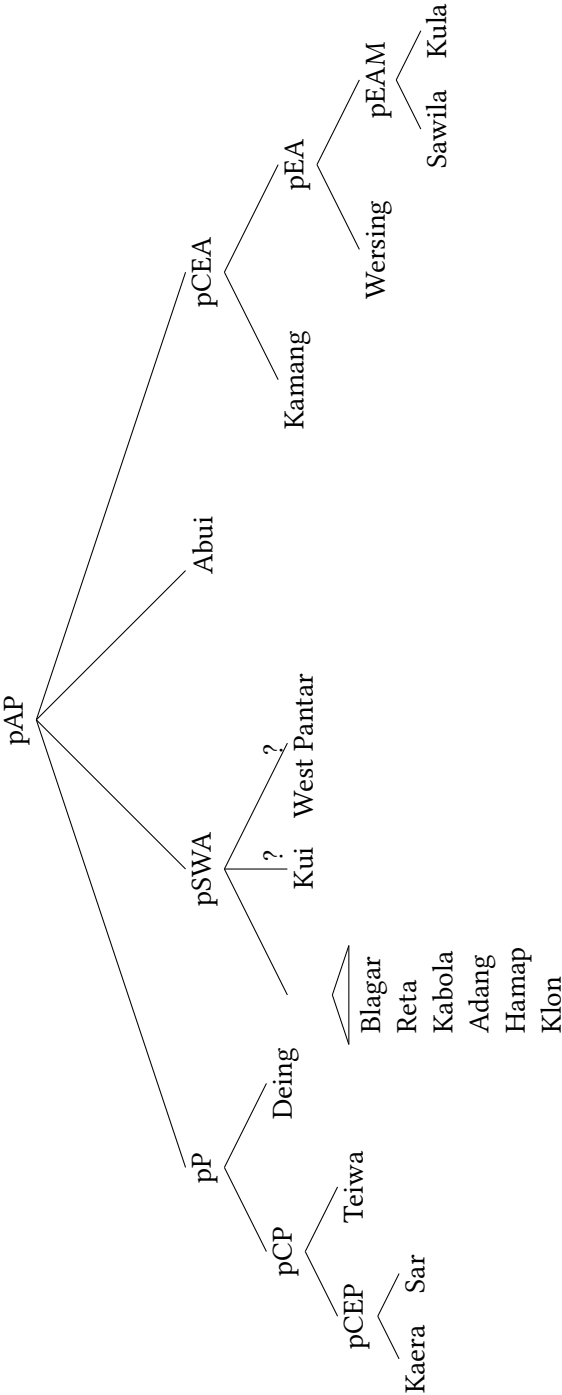 pAP
pP
pSWA
Abui
pCEA
pCP
Deing
?
?
Kui
West Pantar
Kamang
pEA
pCEP
Teiwa
Blagar
Reta
Kabola
Adang
Hamap
Klon
Wersing
pEAM
Kaera
Sar
Sawila
Kula